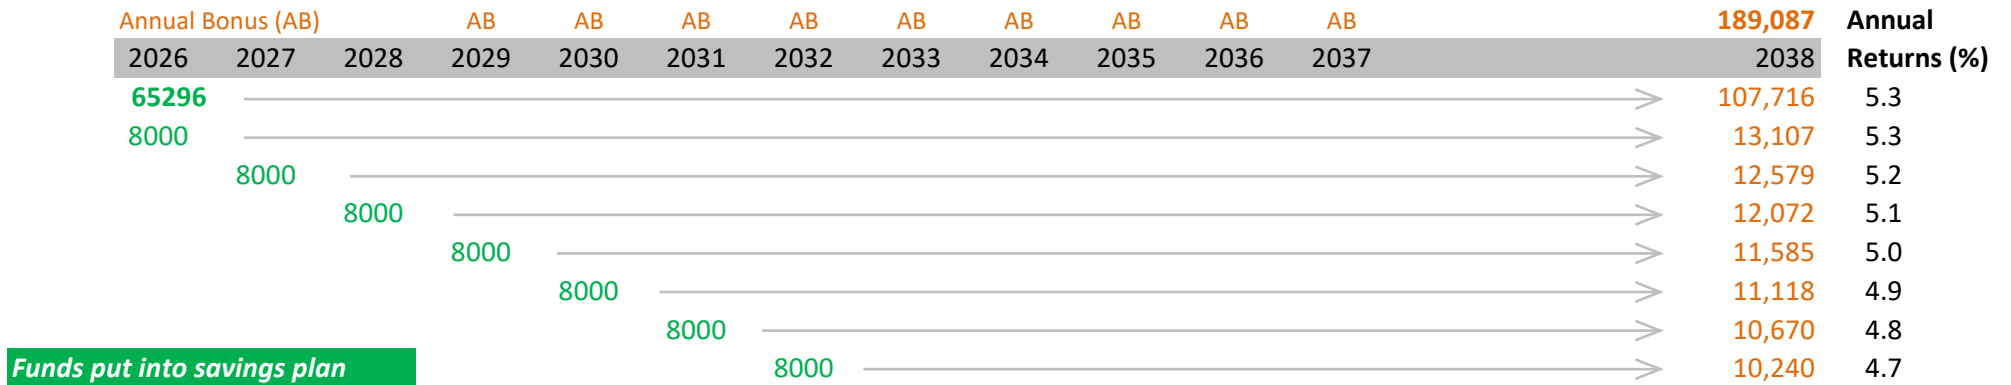 Annual Bonus (AB) AB AB AB AB AB AB AB AB AB 189,087 Annual
2026 2027 2028 2029 2030 2031 2032 2033 2034 2035 2036 2037 2038 Returns (%)
65296 107,716 5.3
8000 13,107 5.3
8000 12,579 5.2
8000 12,072 5.1
8000 11,585 5.0
8000 11,118 4.9
8000 10,670 4.8
Funds put into savings plan 8000 10,240 4.7